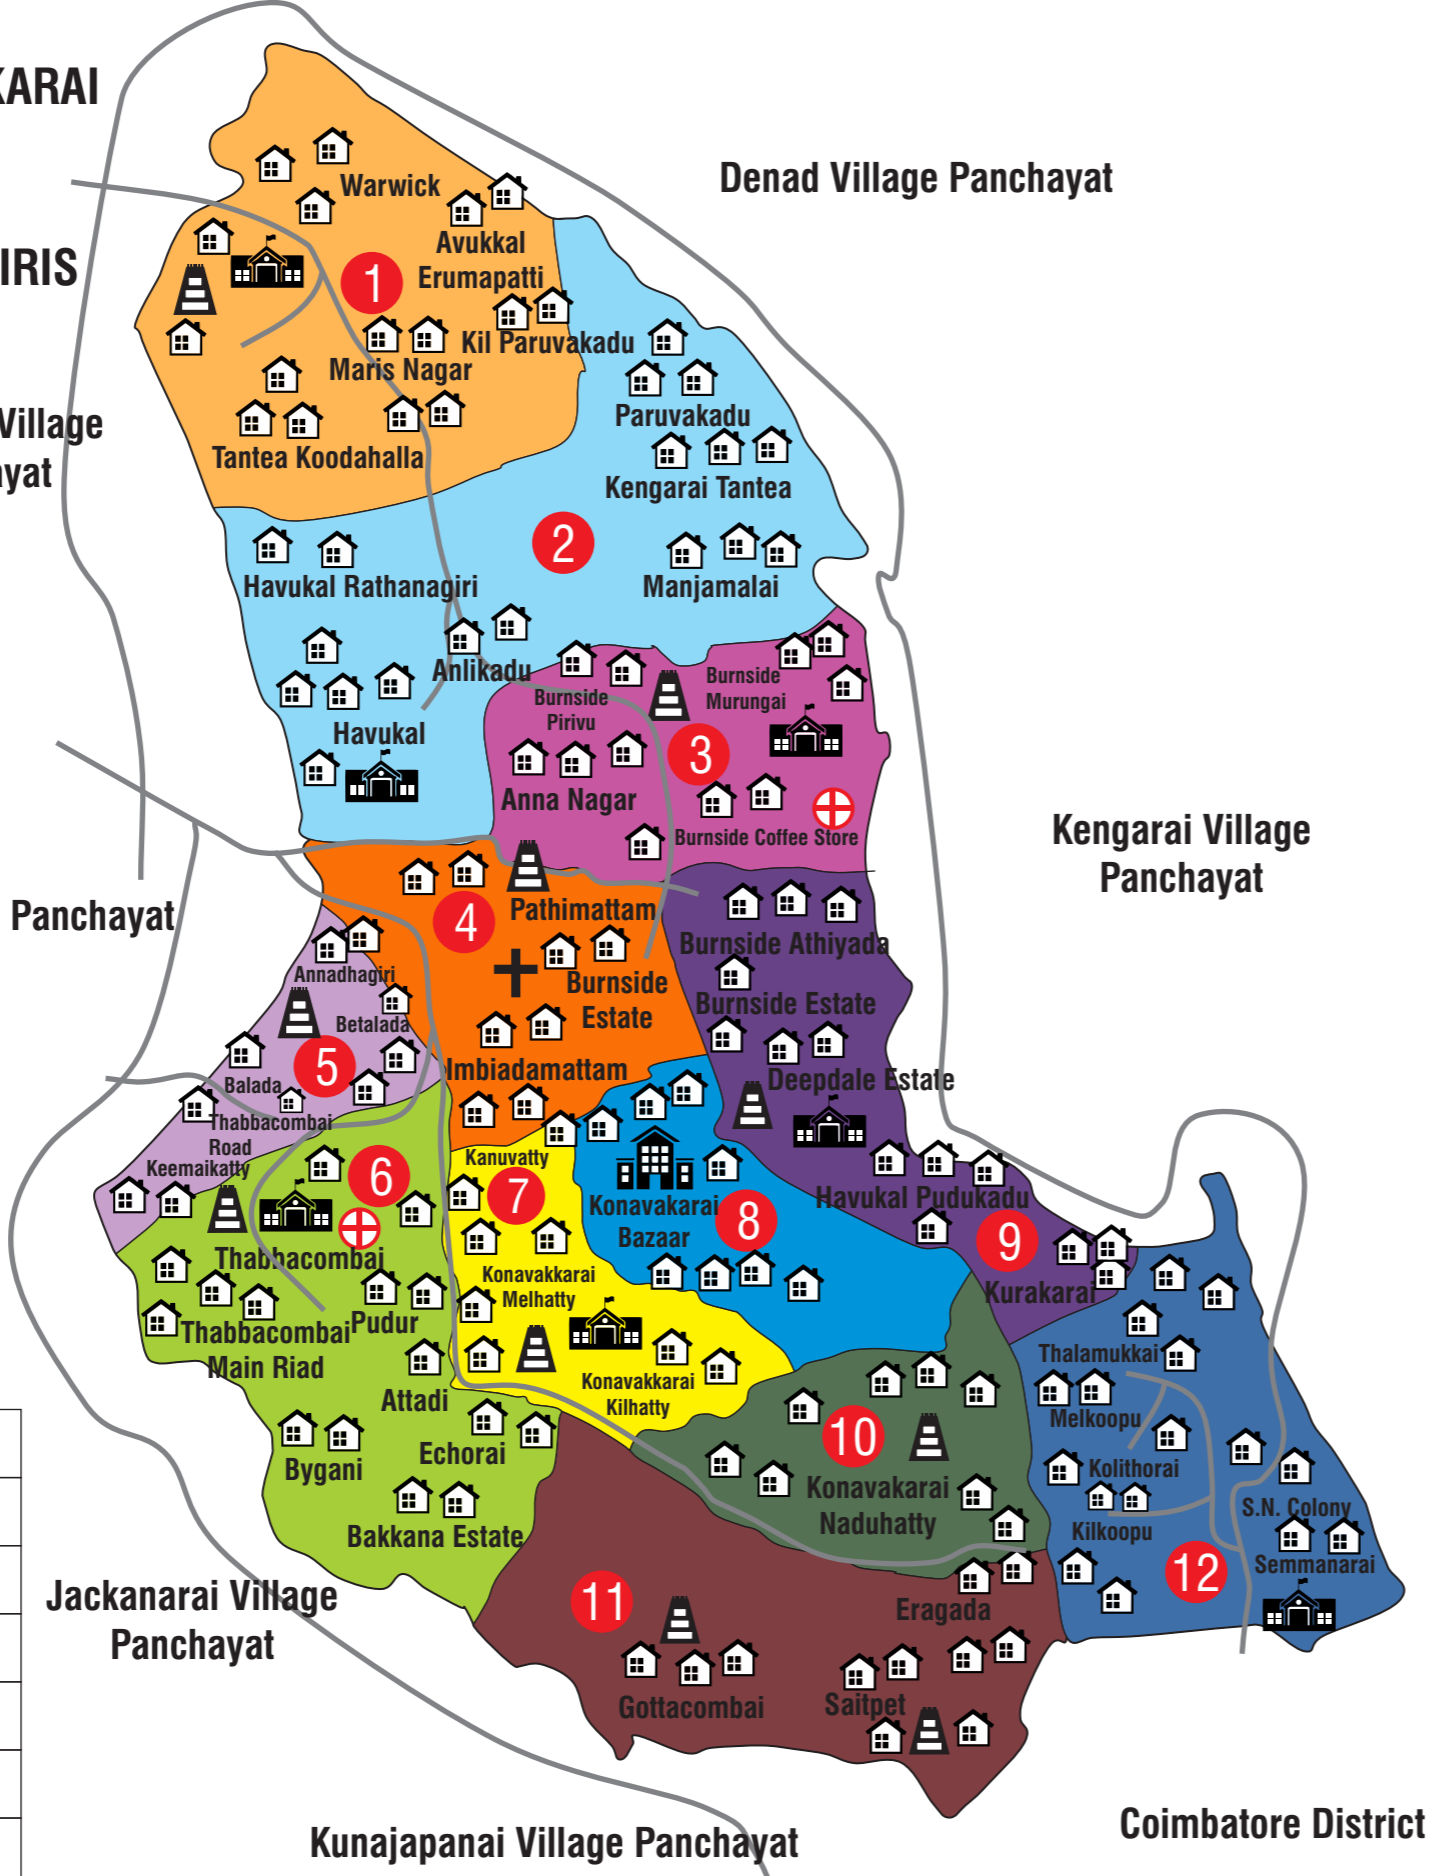 KARAI
Denad Village Panchayat
IRIS
Warwick
Avukkal
Erumapatti
1
Kil Paruvakadu
Maris Nagar
Village
ayat
Paruvakadu
Tantea Koodahalla
Kengarai Tantea
2
Havukal Rathanagiri
Manjamalai
Anlikadu
Burnside
Murungai
Burnside
Pirivu
Havukal
3
Anna Nagar
Burnside Coffee Store
Kengarai Village
Panchayat
Panchayat
4
Pathimattam
Burnside Athiyada
Annadhagiri
Burnside
Estate
Burnside Estate
Betalada
5
Imbiadamattam
Balada
Deepdale Estate
Thabbacombai
Road
Keemaikatty
Kanuvatty
6
7
Konavakarai
Bazaar
8
Havukal Pudukadu
9
Thabbacombai
Konavakkarai
Melhatty
Kurakarai
Thabbacombai
Main Riad
Pudur
Thalamukkai
Attadi
Konavakkarai
Kilhatty
Melkoopu
10
Echorai
Bygani
Kolithorai
Konavakarai
Naduhatty
S.N. Colony
Kilkoopu
Bakkana Estate
Semmanarai
12
Jackanarai Village
Panchayat
11
Eragada
Gottacombai
Saitpet
Coimbatore District
Kunajapanai Village Panchayat